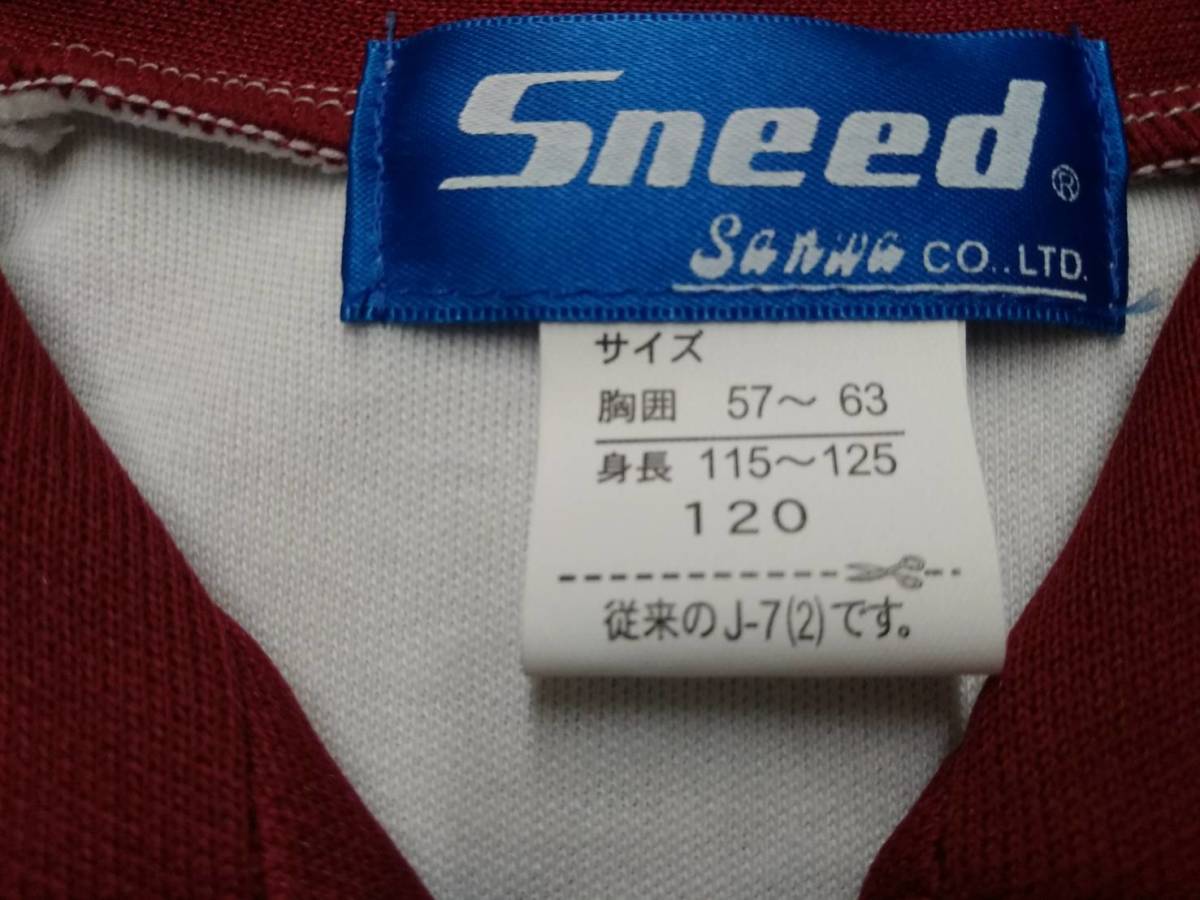 Sneed®
Sanwa CO.,LTD.
サイズ
胸囲 57～63
身長 115～125
120
従来のJ-7(2)です。